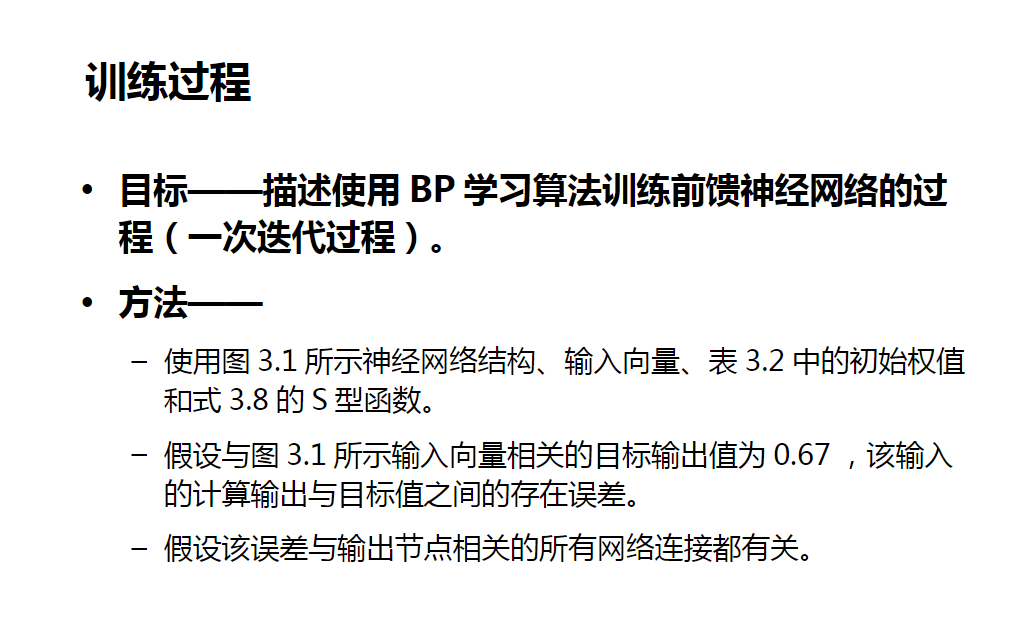 训练过程
• 目标——描述使用 BP 学习算法训练前馈神经网络的过
程（一次迭代过程）。
• 方法——
– 使用图 3.1 所示神经网络结构、输入向量、表 3.2 中的初始权值
和式 3.8 的 S 型函数。
– 假设与图 3.1 所示输入向量相关的目标输出值为 0.67 ，该输入
的计算输出与目标值之间的存在误差。
– 假设该误差与输出节点相关的所有网络连接都有关。